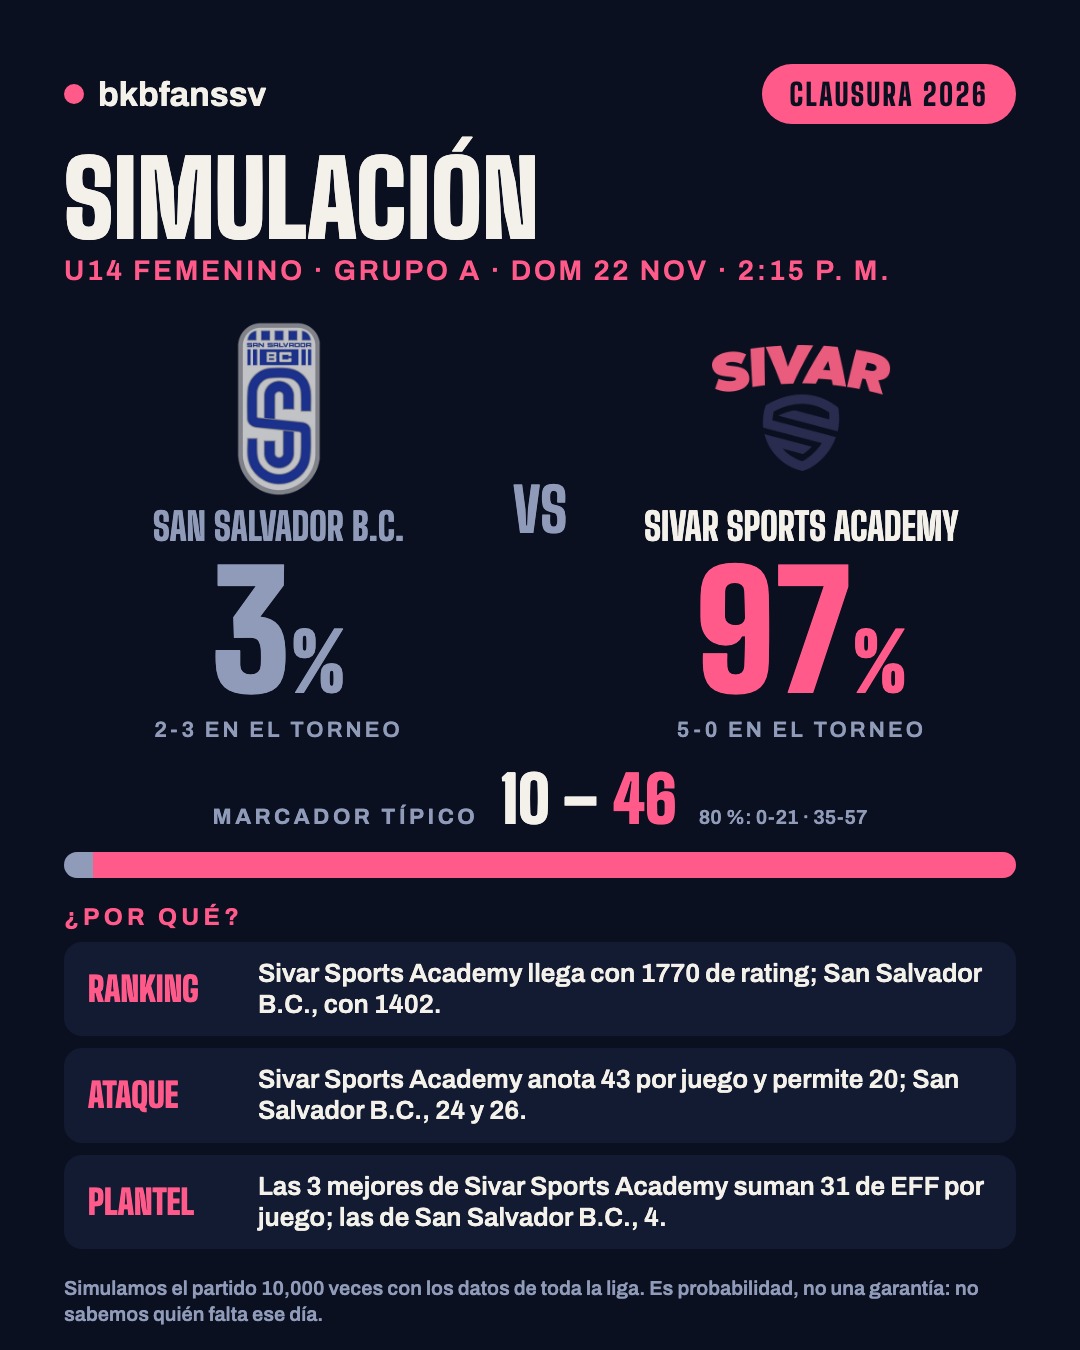 bkbfanssv
CLAUSURA 2026
SIMULACIÓN
U14 FEMENINO · GRUPO A · DOM 22 NOV · 2:15 P. M.
SAN SALVADOR
BC
S
SIVAR
S
SAN SALVADOR B.C.
VS
SIVAR SPORTS ACADEMY
3%
97%
2-3 EN EL TORNEO
5-0 EN EL TORNEO
MARCADOR TÍPICO 10 – 46 80 %: 0-21 · 35-57
¿POR QUÉ?
RANKING
Sivar Sports Academy llega con 1770 de rating; San Salvador
B.C., con 1402.
ATAQUE
Sivar Sports Academy anota 43 por juego y permite 20; San
Salvador B.C., 24 y 26.
PLANTEL
Las 3 mejores de Sivar Sports Academy suman 31 de EFF por
juego; las de San Salvador B.C., 4.
Simulamos el partido 10,000 veces con los datos de toda la liga. Es probabilidad, no una garantía: no
sabemos quién falta ese día.